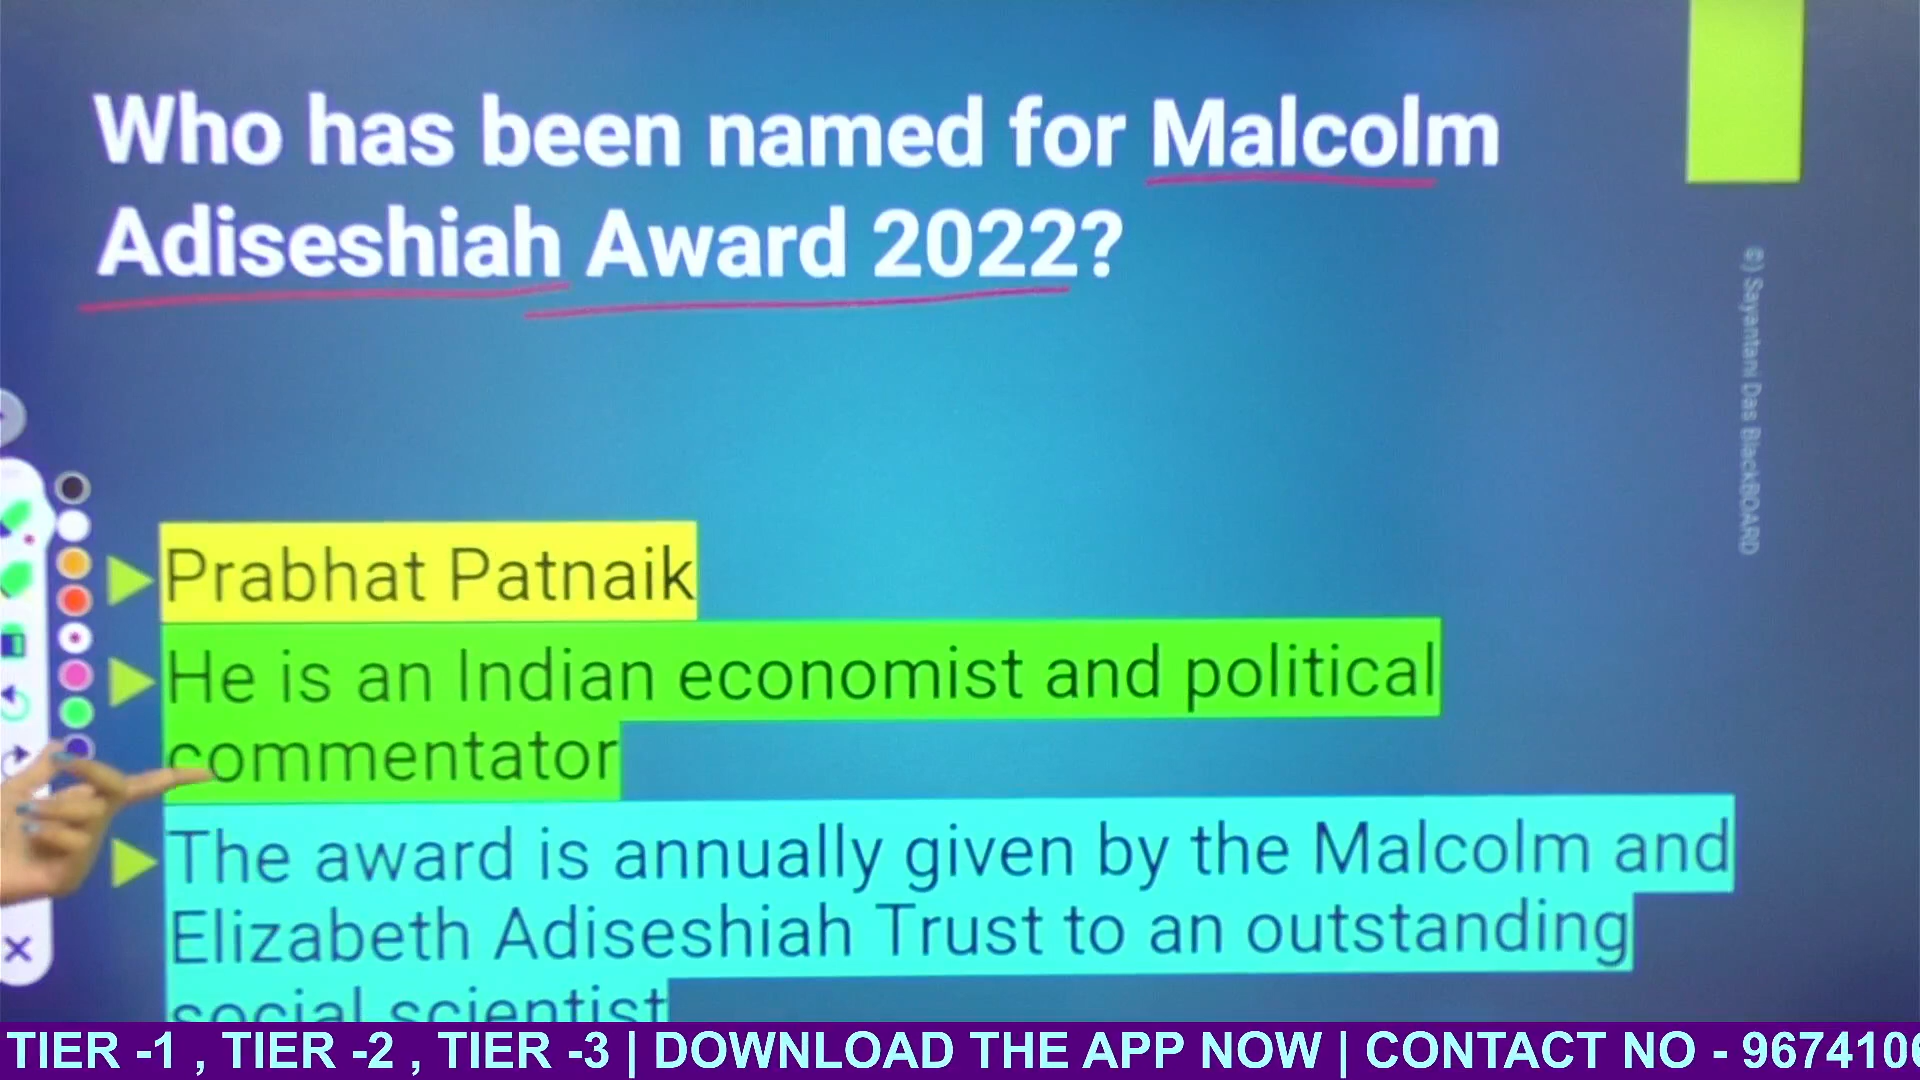 Who has been named for Malcolm
Adiseshiah Award 2022?
Prabhat Patnaik
He is an Indian economist and political
commentator
The award is annually given by the Malcolm and
Elizabeth Adiseshiah Trust to an outstanding
social scientist
©) Sayantani Das BlackBOARD
TIER -1 , TIER -2 , TIER -3 | DOWNLOAD THE APP NOW | CONTACT NO - 967410